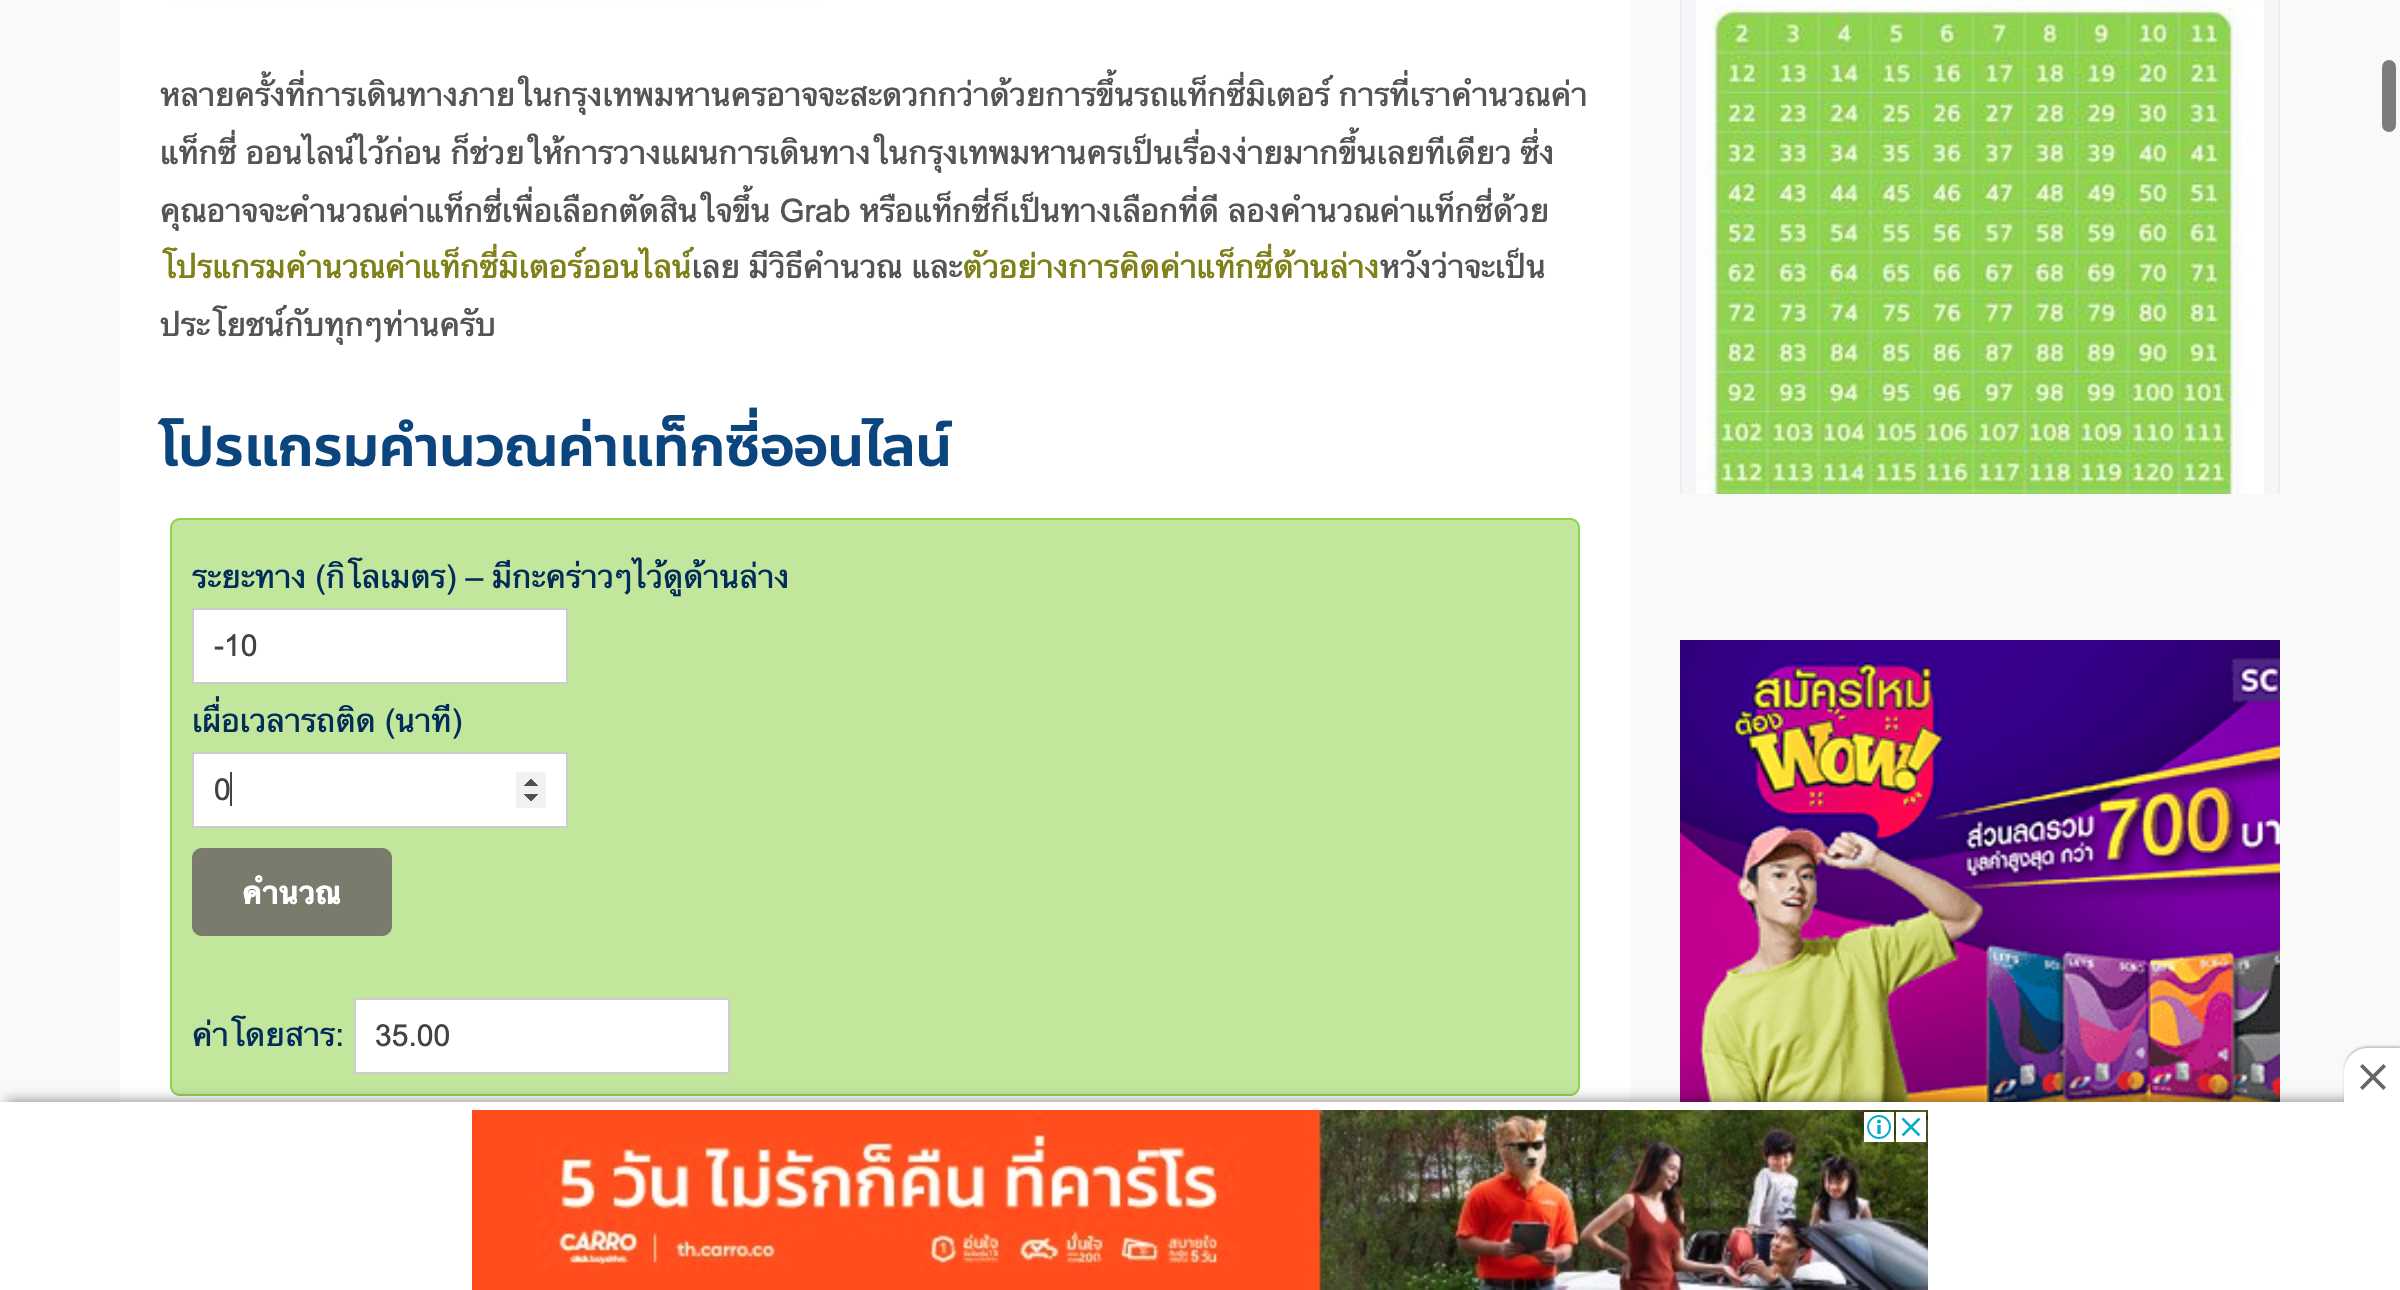 หลายครั้งที่การเดินทางภายในกรุงเทพมหานครอาจจะสะดวกกว่าด้วยการขึ้นรถแท็กซี่มิเตอร์ การที่เราคำนวณค่า
แท็กซี่ ออนไลน์ไว้ก่อน ก็ช่วยให้การวางแผนการเดินทางในกรุงเทพมหานครเป็นเรื่องง่ายมากขึ้นเลยทีเดียว ซึ่ง
คุณอาจจะคำนวณค่าแท็กซี่เพื่อเลือกตัดสินใจขึ้น Grab หรือแท็กซี่ก็เป็นทางเลือกที่ดี ลองคำนวณค่าแท็กซี่ด้วย
โปรแกรมคำนวณค่าแท็กซี่มิเตอร์ออนไลน์เลย มีวิธีคำนวณ และตัวอย่างการคิดค่าแท็กซี่ด้านล่างหวังว่าจะเป็น
ประโยชน์กับทุกๆท่านครับ
โปรแกรมคำนวณค่าแท็กซี่ออนไลน์
ระยะทาง (กิโลเมตร) – มีกะคร่าวๆไว้ดูด้านล่าง
-10
เผื่อเวลารถติด (นาที)
0
คำนวณ
ค่าโดยสาร: 35.00
2 3 4 5 6 7 8 9 10 11
12 13 14 15 16 17 18 19 20 21
22 23 24 25 26 27 28 29 30 31
32 33 34 35 36 37 38 39 40 41
42 43 44 45 46 47 48 49 50 51
52 53 54 55 56 57 58 59 60 61
62 63 64 65 66 67 68 69 70 71
72 73 74 75 76 77 78 79 80 81
82 83 84 85 86 87 88 89 90 91
92 93 94 95 96 97 98 99 100 101
102 103 104 105 106 107 108 109 110 111
112 113 114 115 116 117 118 119 120 121
สมัครใหม่
ต้อง
WOW!
SC
ส่วนลดรวม 700
มูลค่าสูงสุด กว่า
5 วัน ไม่รักก็คืน ที่คาร์โร
CARRO th.carro.co
อุ่นใจ
มั่นใจ
สบายใจ
5 วัน